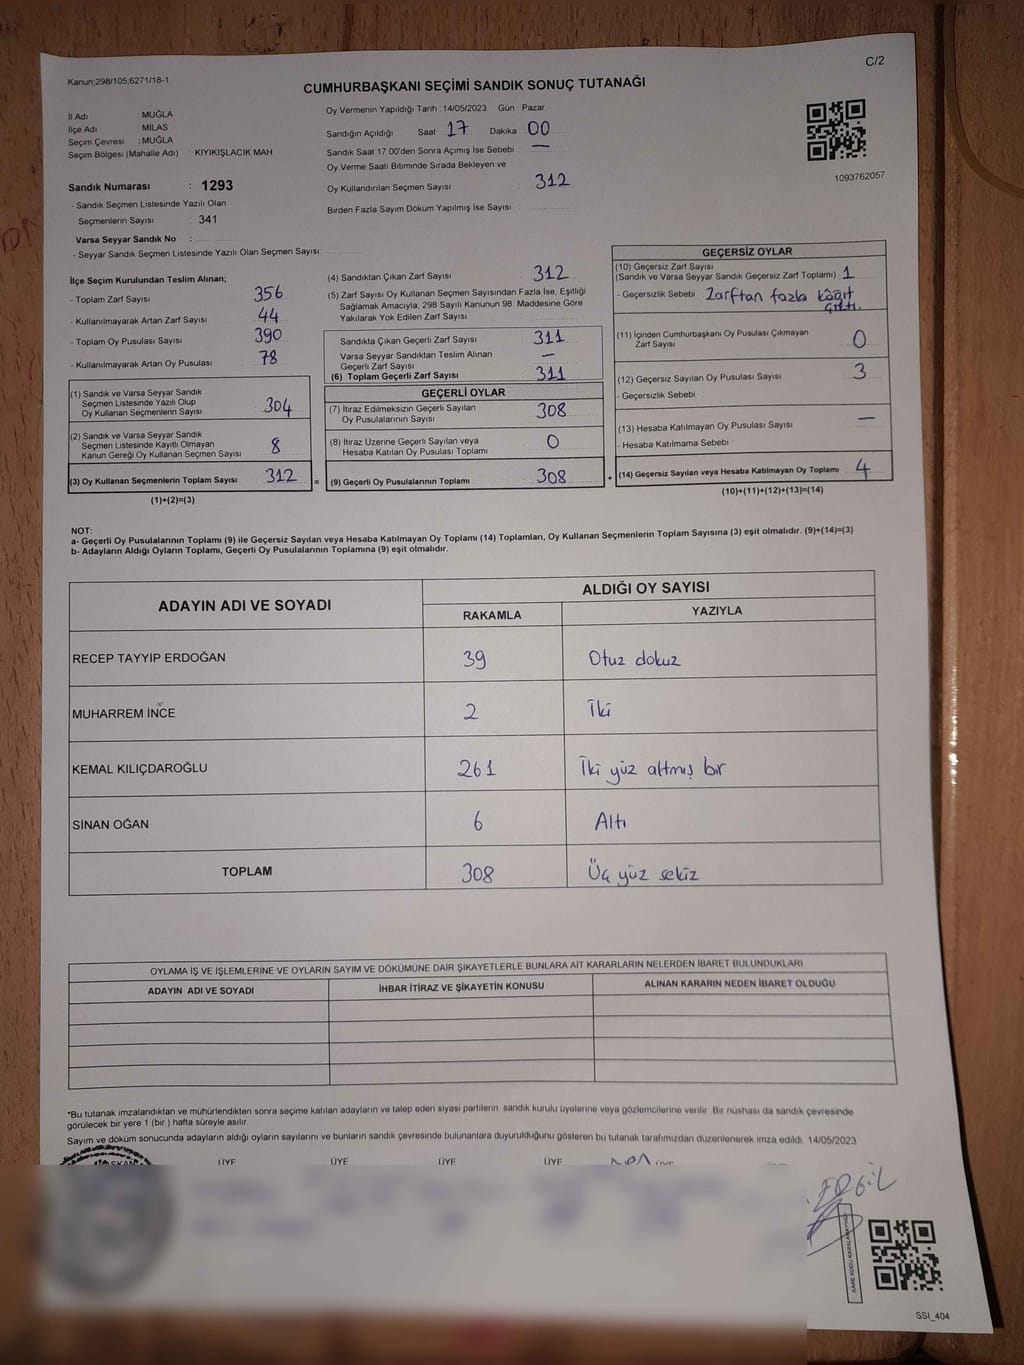 C/2
Kanun;298/105;6271/18-1
CUMHURBAŞKANI SEÇİMİ SANDIK SONUÇ TUTANAĞI
İl Adı : MUĞLA
İlçe Adı : MİLAS
Seçim Çevresi : MUĞLA
Seçim Bölgesi (Mahalle Adı) : KIYIKIŞLACIK MAH
Sandık Numarası : 1293
- Sandık Seçmen Listesinde Yazılı Olan
Seçmenlerin Sayısı : 341
Varsa Seyyar Sandık No :
- Seyyar Sandık Seçmen Listesinde Yazılı Olan Seçmen Sayısı:
Oy Vermenin Yapıldığı Tarih : 14/05/2023 Gün : Pazar
Sandığın Açıldığı Saat 17 Dakika 00
Sandık Saat 17:00'den Sonra Açımış İse Sebebi : —
Oy Verme Saati Bitiminde Sırada Bekleyen ve
Oy Kullandırılan Seçmen Sayısı : 312
Birden Fazla Sayım Döküm Yapılmış İse Sayısı :
1093762057
İlçe Seçim Kurulundan Teslim Alınan;
- Toplam Zarf Sayısı : 356
- Kullanılmayarak Artan Zarf Sayısı : 44
- Toplam Oy Pusulası Sayısı : 390
- Kullanılmayarak Artan Oy Pusulası : 78
(1) Sandık ve Varsa Seyyar Sandık
Seçmen Listesinde Yazılı Olup
Oy Kullanan Seçmenlerin Sayısı : 304
(2) Sandık ve Varsa Seyyar Sandık
Seçmen Listesinde Kayıtlı Olmayan
Kanun Gereği Oy Kullanan Seçmen Sayısı : 8
(3) Oy Kullanan Seçmenlerin Toplam Sayısı : 312 =
(1)+(2)=(3)
(4) Sandıktan Çıkan Zarf Sayısı : 312
(5) Zarf Sayısı Oy Kullanan Seçmen Sayısından Fazla İse, Eşitliği
Sağlamak Amacıyla, 298 Sayılı Kanunun 98. Maddesine Göre
Yakılarak Yok Edilen Zarf Sayısı :
Sandıkta Çıkan Geçerli Zarf Sayısı : 311
Varsa Seyyar Sandıktan Teslim Alınan
Geçerli Zarf Sayısı : —
(6) Toplam Geçerli Zarf Sayısı : 311
GEÇERLİ OYLAR
(7) İtiraz Edilmeksizin Geçerli Sayılan
Oy Pusulalarının Sayısı : 308
(8) İtiraz Üzerine Geçerli Sayılan veya
Hesaba Katılan Oy Pusulası Toplamı : 0
(9) Geçerli Oy Pusulalarının Toplamı : 308 +
GEÇERSİZ OYLAR
(10) Geçersiz Zarf Sayısı
(Sandık ve Varsa Seyyar Sandık Geçersiz Zarf Toplamı) : 1
- Geçersizlik Sebebi : Zarftan fazla kâğıt
çıktı.
(11) İçinden Cumhurbaşkanı Oy Pusulası Çıkmayan
Zarf Sayısı : 0
(12) Geçersiz Sayılan Oy Pusulası Sayısı : 3
- Geçersizlik Sebebi :
(13) Hesaba Katılmayan Oy Pusulası Sayısı : —
- Hesaba Katılmama Sebebi :
(14) Geçersiz Sayılan veya Hesaba Katılmayan Oy Toplamı : 4
(10)+(11)+(12)+(13)=(14)
NOT:
a- Geçerli Oy Pusulalarının Toplamı (9) ile Geçersiz Sayılan veya Hesaba Katılmayan Oy Toplamı (14) Toplamları, Oy Kullanan Seçmenlerin Toplam Sayısına (3) eşit olmalıdır. (9)+(14)=(3)
b- Adayların Aldığı Oyların Toplamı, Geçerli Oy Pusulalarının Toplamına (9) eşit olmalıdır.
ADAYIN ADI VE SOYADI ALDIĞI OY SAYISI
RAKAMLA YAZIYLA
RECEP TAYYİP ERDOĞAN 39 Otuz dokuz
MUHARREM İNCE 2 İki
KEMAL KILIÇDAROĞLU 261 İki yüz altmış bir
SİNAN OĞAN 6 Altı
TOPLAM 308 Üç yüz sekiz
OYLAMA İŞ VE İŞLEMLERİNE VE OYLARIN SAYIM VE DÖKÜMÜNE DAİR ŞİKAYETLERLE BUNLARA AİT KARARLARIN NELERDEN İBARET BULUNDUKLARI
ADAYIN ADI VE SOYADI İHBAR İTİRAZ VE ŞİKAYETİN KONUSU ALINAN KARARIN NEDEN İBARET OLDUĞU
*Bu tutanak imzalandıktan ve mühürlendikten sonra seçime katılan adayların ve talep eden siyasi partilerin sandık kurulu üyelerine veya gözlemcilerine verilir. Bir nüshası da sandık çevresinde
görülecek bir yere 1 (bir ) hafta süreyle asılır.
Sayım ve döküm sonucunda adayların aldığı oyların sayılarını ve bunların sandık çevresinde bulunanlara duyurulduğunu gösteren bu tutanak tarafımızdan düzenlenerek imza edildi. 14/05/2023
ÜYE ÜYE ÜYE ÜYE ÜYE
SSI_404